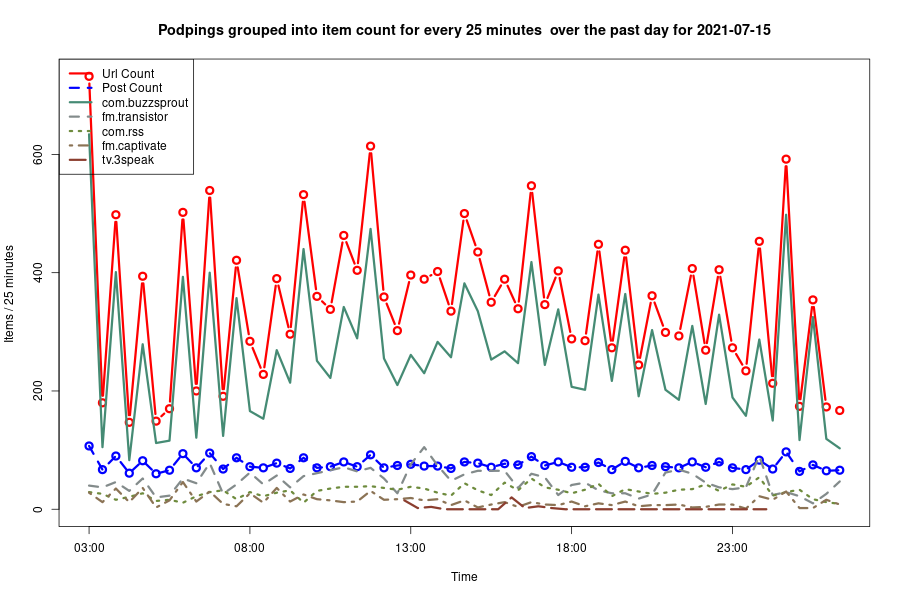 Podpings grouped into item count for every 25 minutes  over the past day for 2021-07-15
Url Count
Post Count
com.buzzsprout
fm.transistor
com.rss
fm.captivate
tv.3speak
Items / 25 minutes
600
400
200
0
03:00 08:00 13:00 18:00 23:00
Time